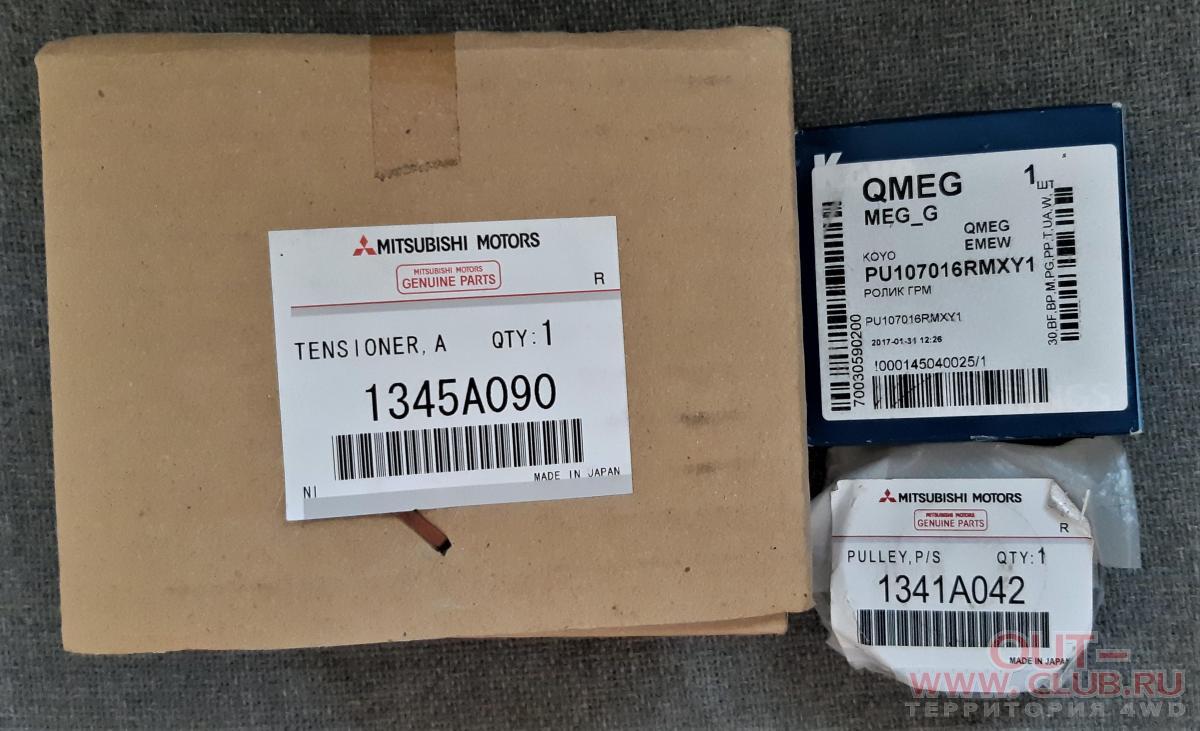 MITSUBISHI MOTORS
MITSUBISHI MOTORS
GENUINE PARTS
R
TENSIONER, A QTY:1
1345A090
MADE IN JAPAN
NI
K
QMEG 1 ШТ
MEG_G
QMEG
EMEW
KOYO
PU107016RMXY1
РОЛИК ГРМ
PU107016RMXY1
2017-01-31 12:26
!000145040025/1
70030590200
30,BF,BP,M,PG,PP,T,UA,W,
MITSUBISHI MOTORS
MITSUBISHI MOTORS
GENUINE PARTS
R
PULLEY,P/S QTY:1
1341A042
MADE IN JAPAN
OUT-
WWW.CLUB.RU
ТЕРРИТОРИЯ 4WD